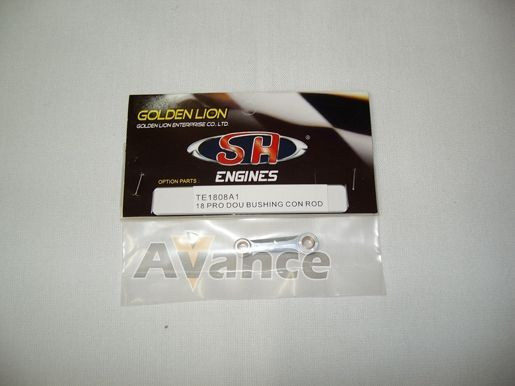 GOLDEN LION
GOLDEN LION ENTERPRISE CO., LTD.
SH
®
ENGINES
OPTION PARTS
TE1808A1
18 PRO DOU BUSHING CON ROD
Avance